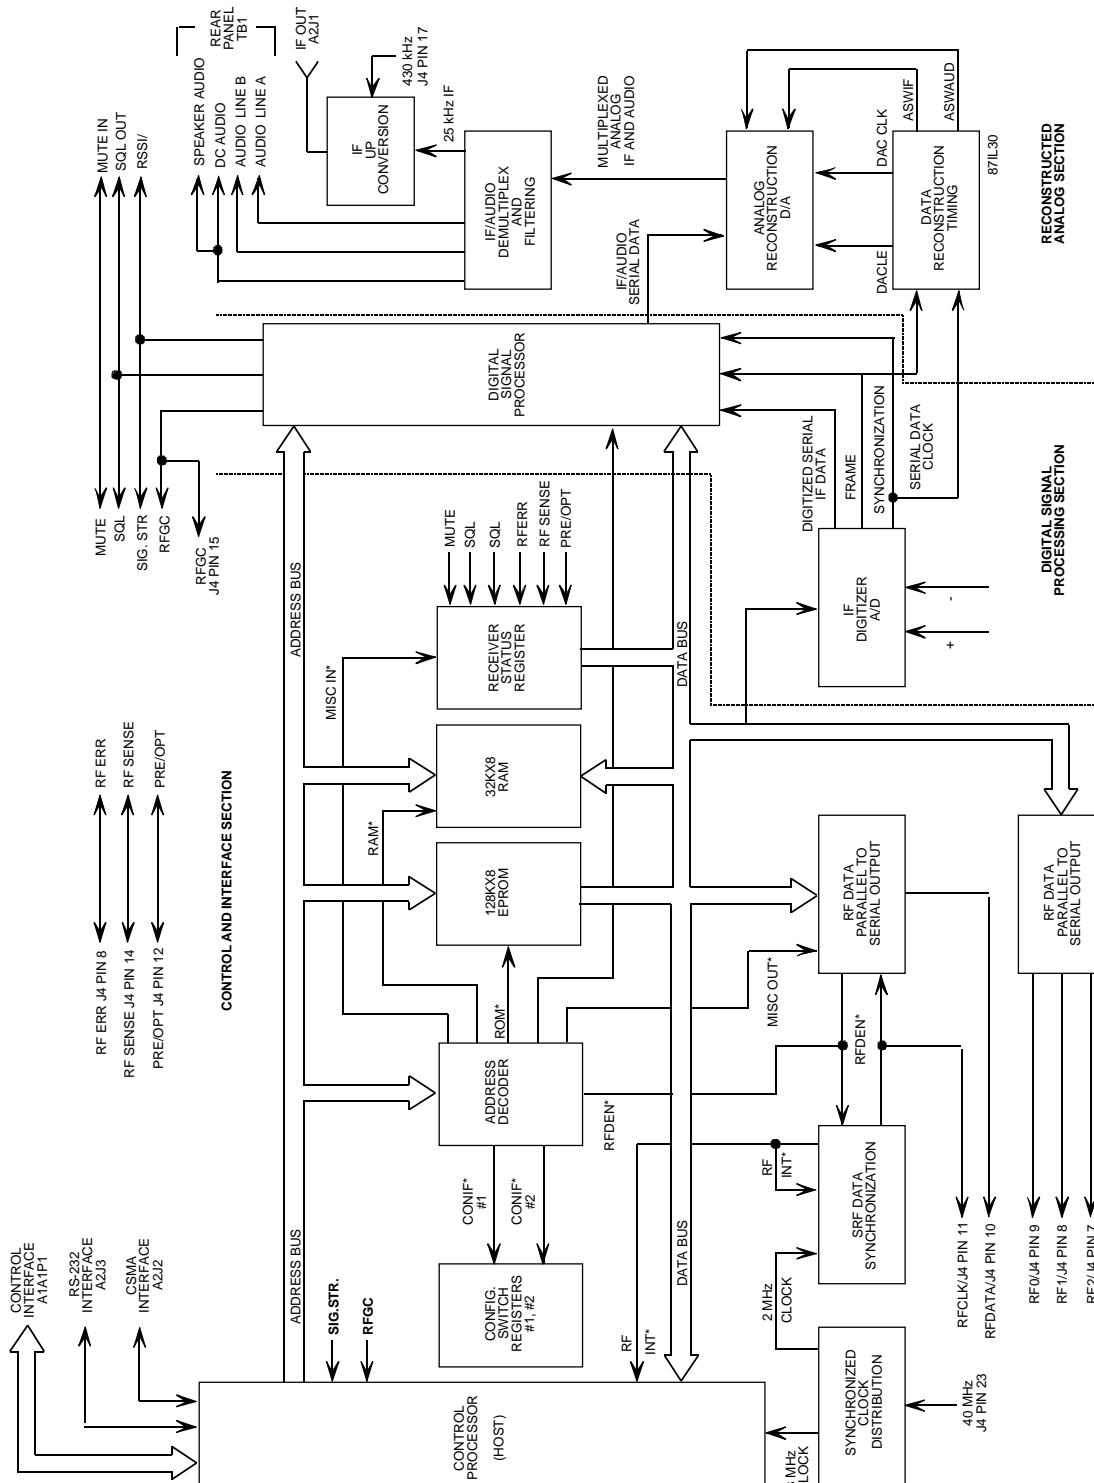 CONTROL
INTERFACE
A1A1P1
RS-232
INTERFACE
A2J3
CSMA
INTERFACE
A2J2
CONTROL
PROCESSOR
(HOST)
SIG.STR.
RFGC
ADDRESS BUS
RF
INT*
DATA BUS
MHz
SYNCHRONIZED
CLOCK
DISTRIBUTION
40 MHz
J4 PIN 23
2 MHz
CLOCK
CONFIG.
SWITCH
REGISTERS
#1, #2
CONIF*
#1
CONIF*
#2
ADDRESS
DECODER
RFDEN*
ROM*
RF
INT*
SRF DATA
SYNCHRONIZATION
RFDEN*
MISC OUT*
RFCLK/J4 PIN 11
RFDATA/J4 PIN 10
RF0/J4 PIN 9
RF1/J4 PIN 8
RF2/J4 PIN 7
RF DATA
PARALLEL TO
SERIAL OUTPUT
RF DATA
PARALLEL TO
SERIAL OUTPUT
RF ERR J4 PIN 8
RF ERR
RF SENSE J4 PIN 14
RF SENSE
PRE/OPT J4 PIN 12
PRE/OPT
CONTROL AND INTERFACE SECTION
128KX8
EPROM
RAM*
32KX8
RAM
MISC IN*
RECEIVER
STATUS
REGISTER
MUTE
SQL
SQL
RFERR
RF SENSE
PRE/OPT
ADDRESS BUS
DATA BUS
MUTE
SQL
SIG. STR
RFGC
RFGC
J4 PIN 15
MUTE IN
SQL OUT
RSSI/
DIGITAL
SIGNAL
PROCESSOR
IF
DIGITIZER
A/D
+
-
DIGITIZED SERIAL
IF DATA
FRAME
SYNCHRONIZATION
SERIAL DATA
CLOCK
DIGITAL SIGNAL
PROCESSING SECTION
SPEAKER AUDIO
DC AUDIO
AUDIO LINE B
AUDIO LINE A
REAR
PANEL
TB1
IF OUT
A2J1
IF
UP
CONVERSION
430 kHz
J4 PIN 17
25 kHz IF
IF/AUDIO
DEMULTIPLEX
AND
FILTERING
MULTIPLEXED
ANALOG
IF AND AUDIO
IF/AUDIO
SERIAL DATA
ANALOG
RECONSTRUCTION
D/A
DACLE
DAC CLK
ASWIF
ASWAUD
DATA
RECONSTRUCTION
TIMING
87IL30
RECONSTRUCTED
ANALOG SECTION